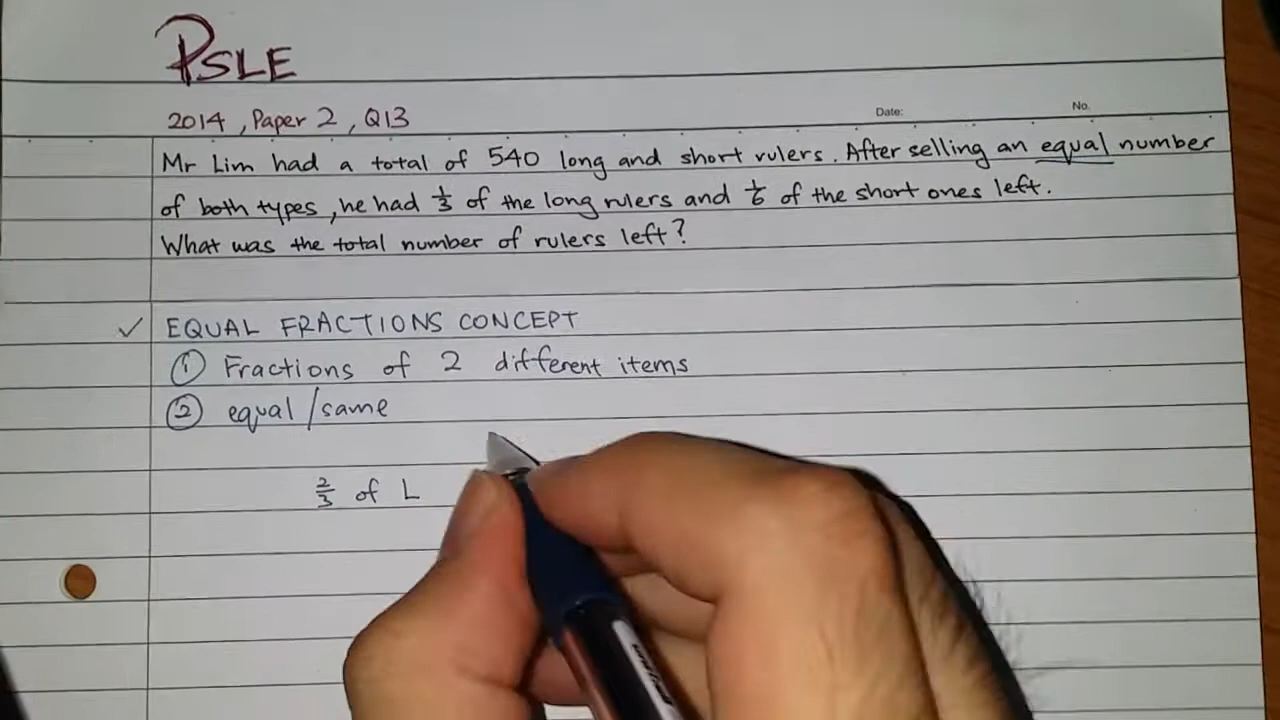 PSLE
2014, Paper 2, Q13
Date:
No.
Mr Lim had a total of 540 long and short rulers. After selling an equal number
of both types, he had 1/3 of the long rulers and 1/6 of the short ones left.
What was the total number of rulers left?
✓ EQUAL FRACTIONS CONCEPT
① Fractions of 2 different items
② equal/same
2/3 of L